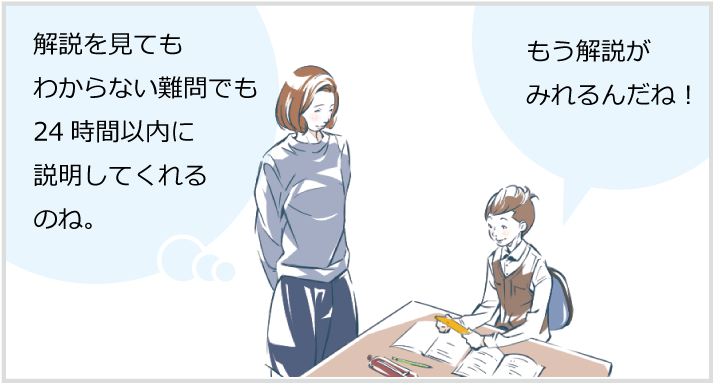 解説を見ても
わからない難問でも
24時間以内に
説明してくれる
のね。
もう解説が
みれるんだね！